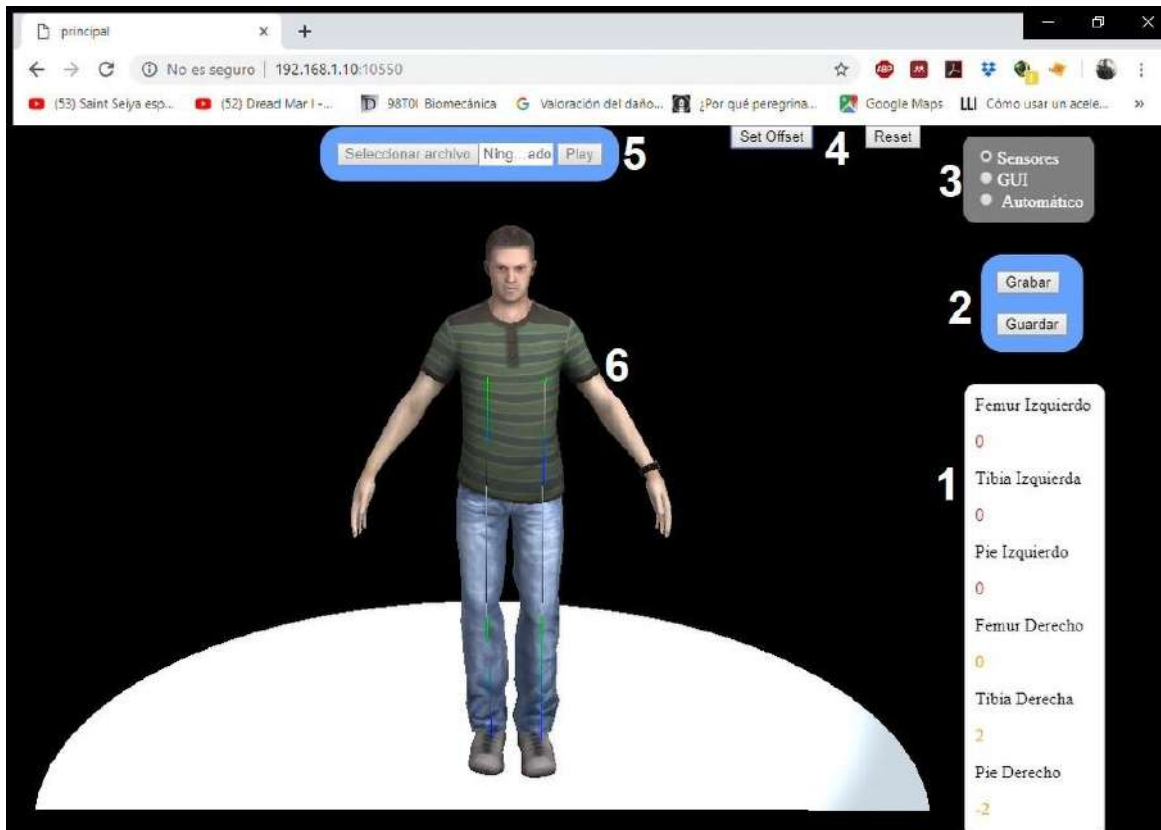 principal x +
No es seguro | 192.168.1.10:10550
(53) Saint Seiya esp... (52) Dread Mar I -... 98T01 Biomecánica Valoración del daño... ¿Por qué peregrina... Google Maps Cómo usar un acele... »
Seleccionar archivo Ning...ado Play 5
Set Offset 4 Reset
3
Sensores
GUI
Automático
2
Grabar
Guardar
6
1
Femur Izquierdo
0
Tibia Izquierda
0
Pie Izquierdo
0
Femur Derecho
0
Tibia Derecha
2
Pie Derecho
-2